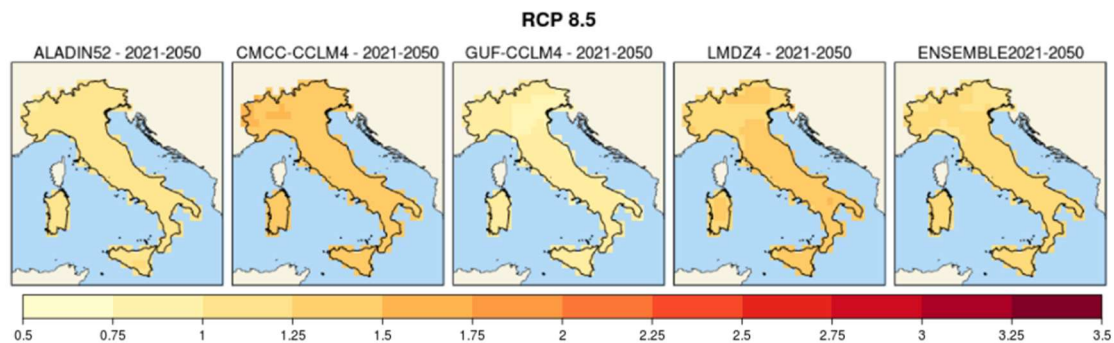 RCP 8.5
ALADIN52 - 2021-2050 CMCC-CCLM4 - 2021-2050 GUF-CCLM4 - 2021-2050 LMDZ4 - 2021-2050 ENSEMBLE2021-2050
0.5 0.75 1 1.25 1.5 1.75 2 2.25 2.5 2.75 3 3.25 3.5